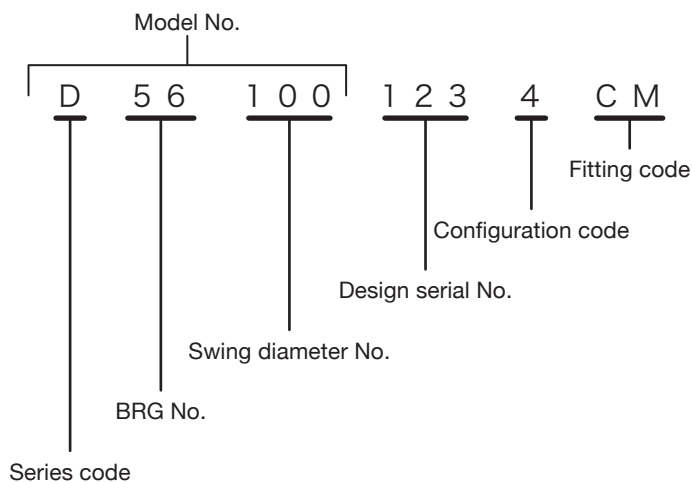 Model No.
D 56 100 123 4 CM
Fitting code
Configuration code
Design serial No.
Swing diameter No.
BRG No.
Series code